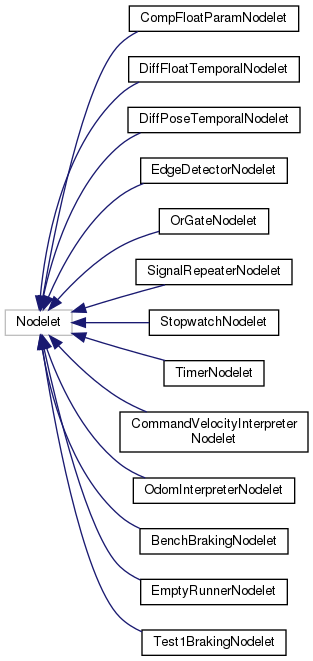 CompFloatParamNodelet
DiffFloatTemporalNodelet
DiffPoseTemporalNodelet
EdgeDetectorNodelet
OrGateNodelet
SignalRepeaterNodelet
Nodelet
StopwatchNodelet
TimerNodelet
CommandVelocityInterpreter
Nodelet
OdomInterpreterNodelet
BenchBrakingNodelet
EmptyRunnerNodelet
Test1BrakingNodelet